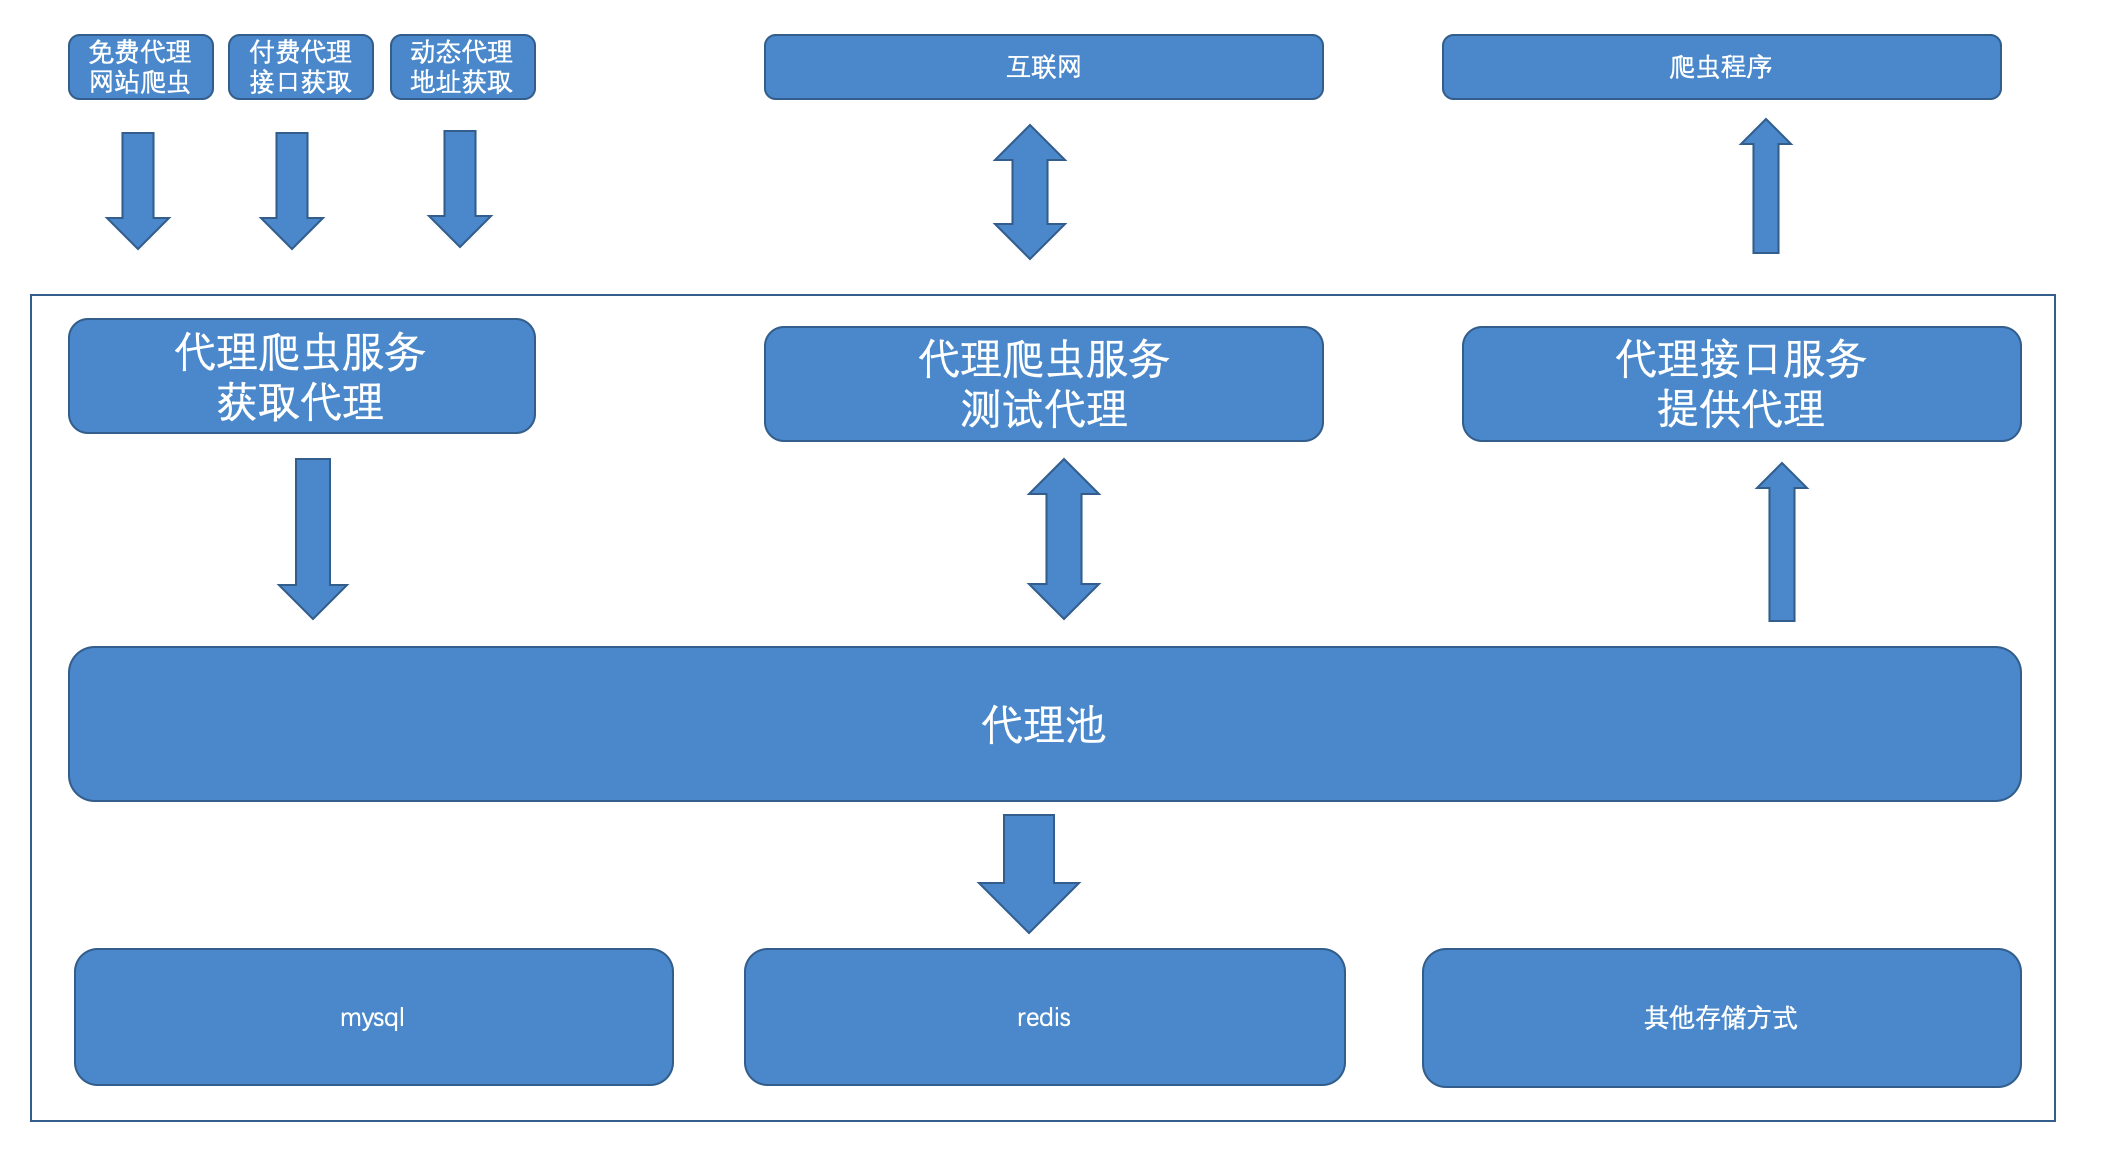 免费代理
网站爬虫
付费代理
接口获取
动态代理
地址获取
互联网
爬虫程序
代理爬虫服务
获取代理
代理爬虫服务
测试代理
代理接口服务
提供代理
代理池
mysql
redis
其他存储方式